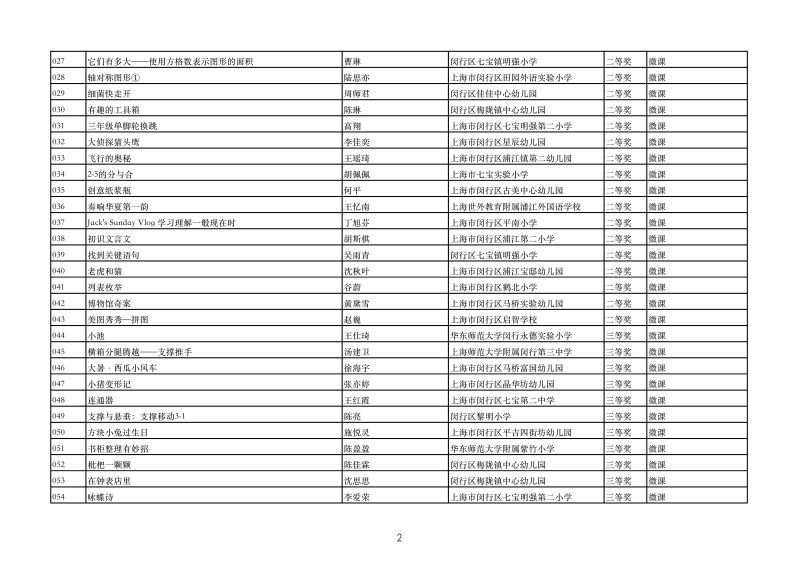 027 它们有多大——使用方格数表示图形的面积 曹琳 闵行区七宝镇明强小学 二等奖 微课
028 轴对称图形① 陆思亦 上海市闵行区田园外语实验小学 二等奖 微课
029 细菌快走开 周师君 闵行区佳佳中心幼儿园 二等奖 微课
030 有趣的工具箱 陈琳 闵行区梅陇镇中心幼儿园 二等奖 微课
031 三年级单脚轮换跳 高翔 上海市闵行区七宝明强第二小学 二等奖 微课
032 大侦探猫头鹰 李佳奕 上海市闵行区星辰幼儿园 二等奖 微课
033 飞行的奥秘 王瑶琦 上海市闵行区浦江镇第二幼儿园 二等奖 微课
034 2-5的分与合 胡佩佩 上海市七宝实验小学 二等奖 微课
035 创意纸浆瓶 何平 上海市闵行区古美中心幼儿园 二等奖 微课
036 奏响华夏第一韵 王忆南 上海世外教育附属浦江外国语学校 二等奖 微课
037 Jack's Sunday Vlog 学习理解一般现在时 丁旭芬 上海市闵行区平南小学 二等奖 微课
038 初识文言文 胡斯棋 上海市闵行区浦江第二小学 二等奖 微课
039 找到关键语句 吴雨青 闵行区七宝镇明强小学 二等奖 微课
040 老虎和猫 沈秋叶 上海市闵行区浦江宝邸幼儿园 二等奖 微课
041 列表枚举 谷蔚 上海市闵行区鹤北小学 二等奖 微课
042 博物馆奇案 黄黛雪 上海市闵行区马桥实验幼儿园 二等奖 微课
043 美图秀秀—拼图 赵巍 上海市闵行区启智学校 二等奖 微课
044 小池 王仕琦 华东师范大学闵行永德实验小学 三等奖 微课
045 横箱分腿腾越——支撑推手 汤建卫 上海师范大学附属闵行第三中学 三等奖 微课
046 大暑·西瓜小风车 徐海宇 上海市闵行区马桥富国幼儿园 三等奖 微课
047 小猪变形记 张亦婷 上海市闵行区晶华坊幼儿园 三等奖 微课
048 连通器 王红霞 上海市闵行区七宝第二中学 三等奖 微课
049 支撑与悬垂：支撑移动3-1 陈亮 闵行区黎明小学 三等奖 微课
050 方块小兔过生日 施悦灵 上海市闵行区平吉四街坊幼儿园 三等奖 微课
051 书柜整理有妙招 陈盈盈 华东师范大学附属紫竹小学 三等奖 微课
052 枇杷一颗颗 陈佳霖 闵行区梅陇镇中心幼儿园 三等奖 微课
053 在钟表店里 沈思思 闵行区梅陇镇中心幼儿园 三等奖 微课
054 咏蝶诗 李爱荣 上海市闵行区七宝明强第二小学 三等奖 微课
2